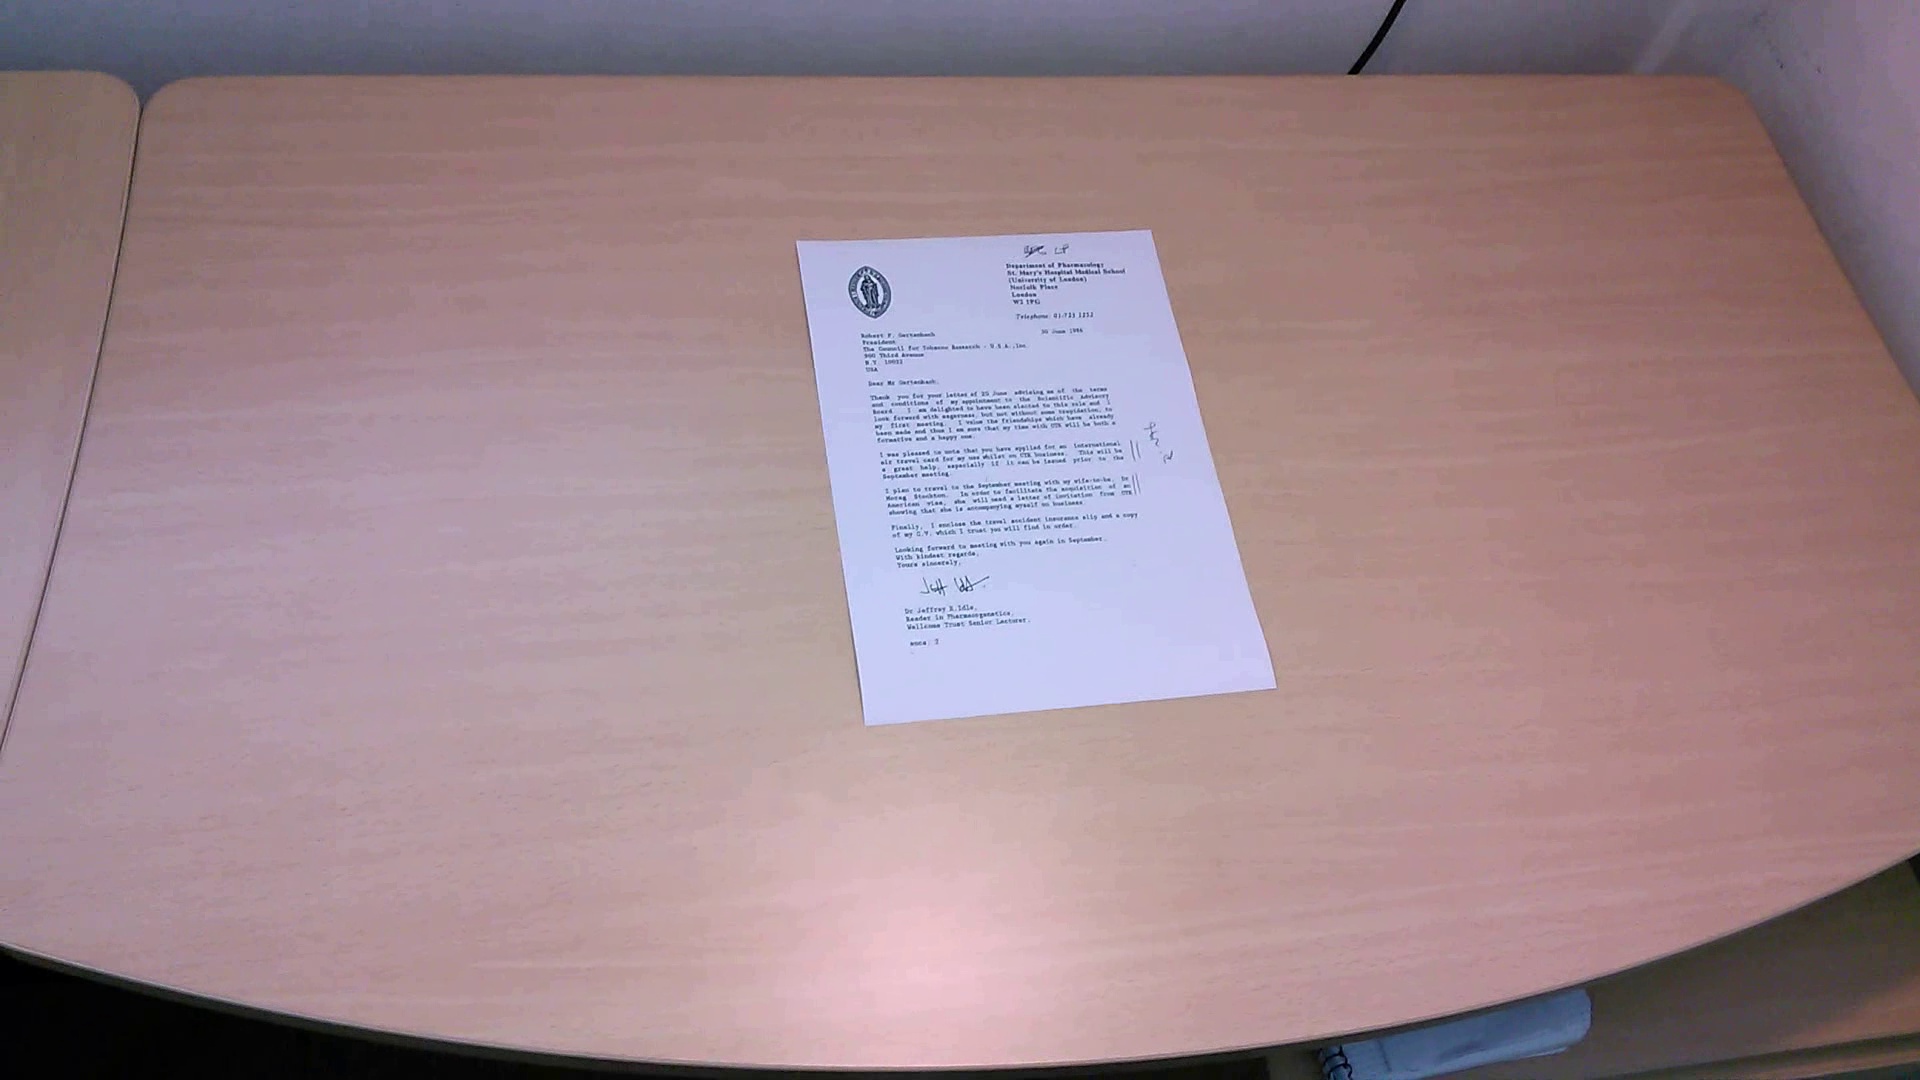 LP
Department of Pharmacology
St. Mary's Hospital Medical School
(University of London)
Norfolk Place
London
W2 1PG
Telephone: 01-723 1252
30 June 1986
Robert F. Gertenbach
President
The Council for Tobacco Research - U.S.A.,Inc.
900 Third Avenue
N.Y. 10022
USA
Dear Mr Gertenbach,
Thank you for your letter of 20 June advising me of the terms
and conditions of my appointment to the Scientific Advisory
Board. I am delighted to have been elected to this role and I
look forward with eagerness, but not without some trepidation, to
my first meeting. I value the friendships which have already
been made and thus I am sure that my time with CTR will be both a
formative and a happy one.
I was pleased to note that you have applied for an international
air travel card for my use whilst on CTR business. This will be
a great help, especially if it can be issued prior to the
September meeting.
I plan to travel to the September meeting with my wife-to-be, Dr
Morag Stockton. In order to facilitate the acquisition of an
American visa, she will need a letter of invitation from CTR
showing that she is accompanying myself on business.
Finally, I enclose the travel accident insurance slip and a copy
of my C.V. which I trust you will find in order.
Looking forward to meeting with you again in September.
With kindest regards,
Yours sincerely,
Dr Jeffrey R.Idle,
Reader in Pharmacogenetics,
Wellcome Trust Senior Lecturer.
encs: 2